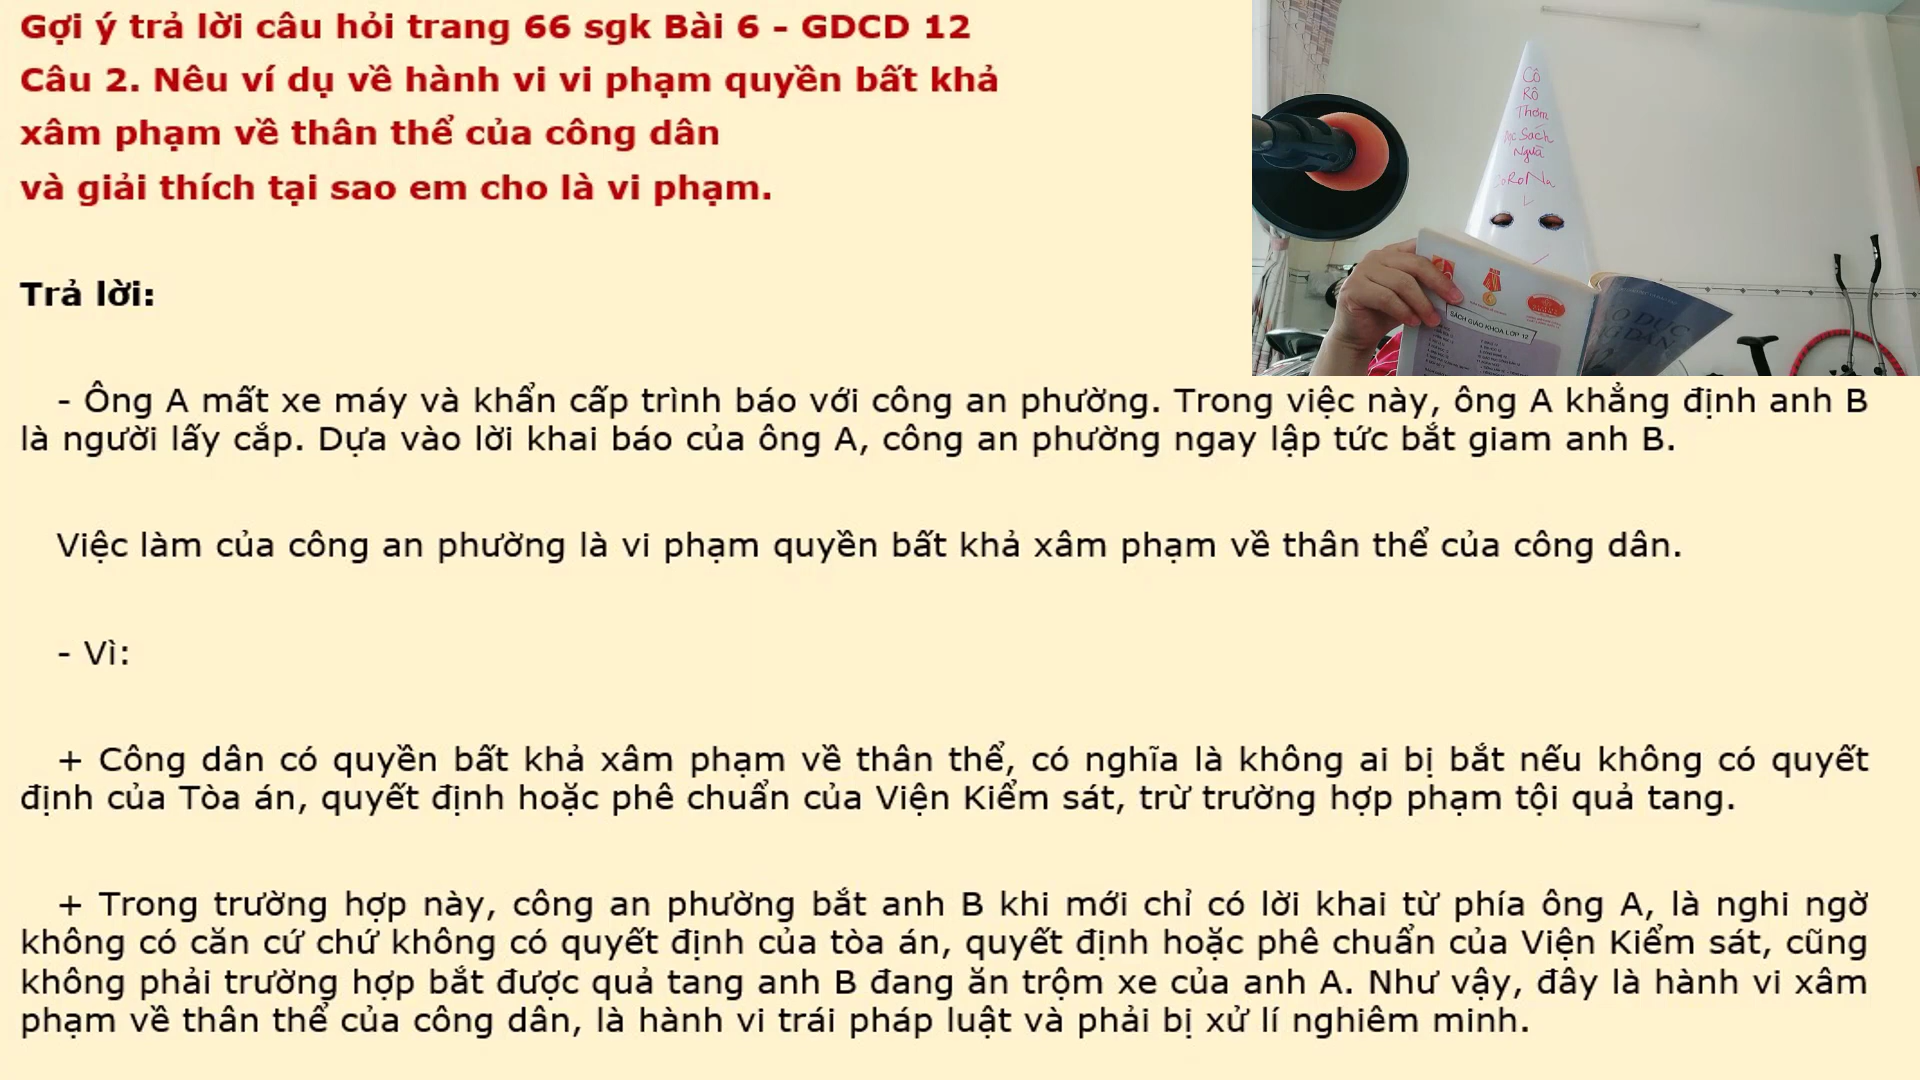 Gợi ý trả lời câu hỏi trang 66 sgk Bài 6 - GDCD 12
Câu 2. Nêu ví dụ về hành vi vi phạm quyền bất khả
xâm phạm về thân thể của công dân
và giải thích tại sao em cho là vi phạm.
Cô
Rô
Thơm
Đọc Sách
Ngừa
CoRoNa
SÁCH GIÁO KHOA LỚP 12
Trả lời:
- Ông A mất xe máy và khẩn cấp trình báo với công an phường. Trong việc này, ông A khẳng định anh B
là người lấy cắp. Dựa vào lời khai báo của ông A, công an phường ngay lập tức bắt giam anh B.
Việc làm của công an phường là vi phạm quyền bất khả xâm phạm về thân thể của công dân.
- Vì:
+ Công dân có quyền bất khả xâm phạm về thân thể, có nghĩa là không ai bị bắt nếu không có quyết
định của Tòa án, quyết định hoặc phê chuẩn của Viện Kiểm sát, trừ trường hợp phạm tội quả tang.
+ Trong trường hợp này, công an phường bắt anh B khi mới chỉ có lời khai từ phía ông A, là nghi ngờ
không có căn cứ chứ không có quyết định của tòa án, quyết định hoặc phê chuẩn của Viện Kiểm sát, cũng
không phải trường hợp bắt được quả tang anh B đang ăn trộm xe của anh A. Như vậy, đây là hành vi xâm
phạm về thân thể của công dân, là hành vi trái pháp luật và phải bị xử lí nghiêm minh.